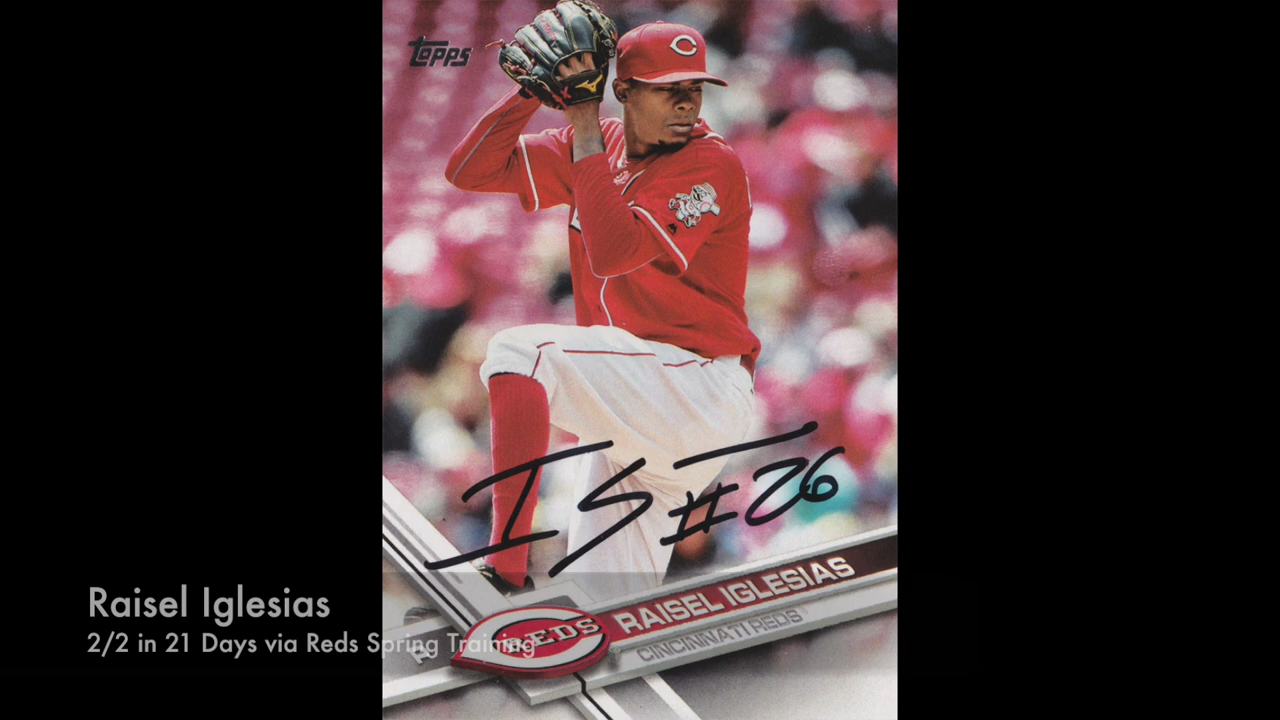 Topps
IS #26
RAISEL IGLESIAS
CINCINNATI REDS
REDS
Raisel Iglesias
2/2 in 21 Days via Reds Spring Training